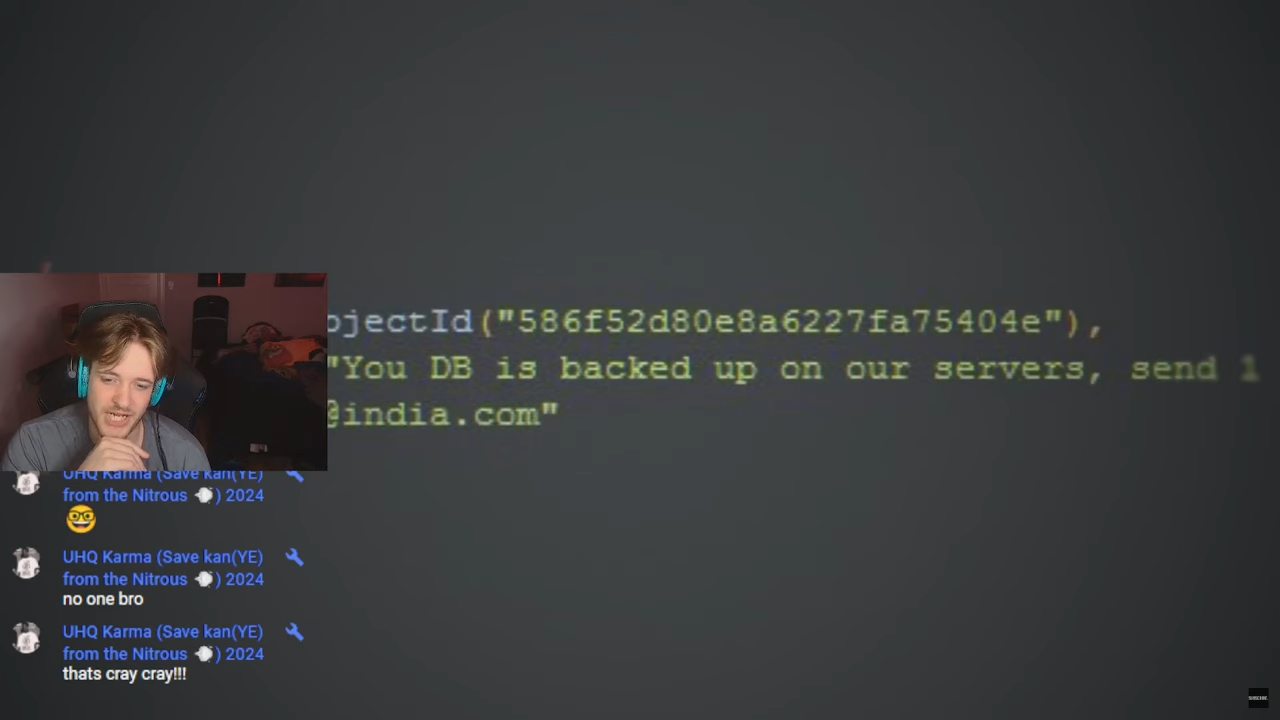 ojectId("586f52d80e8a6227fa75404e"),
"You DB is backed up on our servers, send 1
@india.com"
UHQ Karma (Save kan(YE)
from the Nitrous 💨) 2024
🤓
UHQ Karma (Save kan(YE)
from the Nitrous 💨) 2024
no one bro
UHQ Karma (Save kan(YE)
from the Nitrous 💨) 2024
thats cray cray!!!